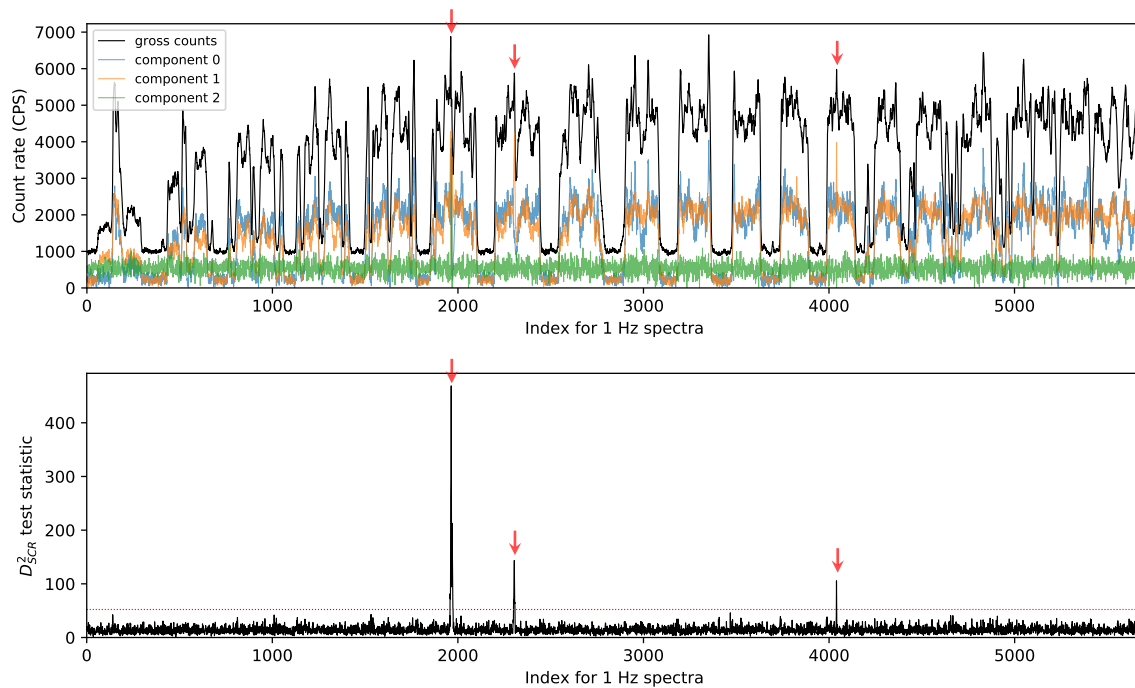 7000
6000
5000
4000
3000
2000
1000
0
Count rate (CPS)
gross counts
component 0
component 1
component 2
0 1000 2000 3000 4000 5000
Index for 1 Hz spectra
400
300
200
100
0
D²SCR test statistic
0 1000 2000 3000 4000 5000
Index for 1 Hz spectra